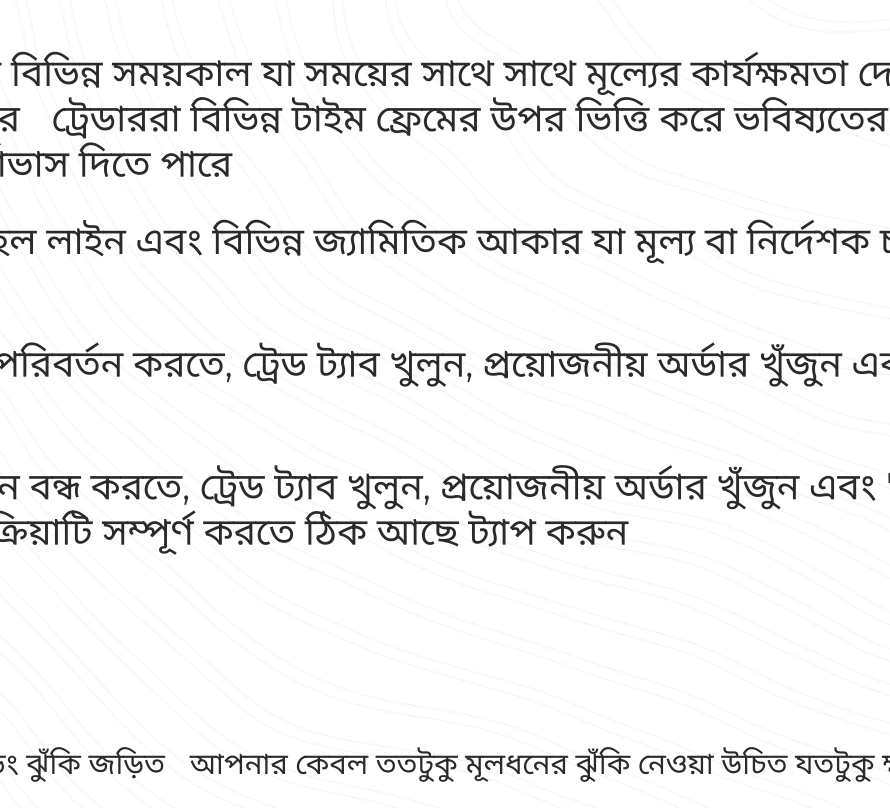 বিভিন্ন সময়কাল যা সময়ের সাথে সাথে মূল্যের কার্যক্ষমতা
ট্রেডাররা বিভিন্ন টাইম ফ্রেমের উপর ভিত্তি করে ভবিষ্যতের
দিতে পারে
লাইন এবং বিভিন্ন জ্যামিতিক আকার যা মূল্য বা নির্দেশক
পরিবর্তন করতে, ট্রেড ট্যাব খুলুন, প্রয়োজনীয় অর্ডার খুঁজুন
বন্ধ করতে, ট্রেড ট্যাব খুলুন, প্রয়োজনীয় অর্ডার খুঁজুন এবং
সম্পূর্ণ করতে ঠিক আছে ট্যাপ করুন
ঝুঁকি জড়িত আপনার কেবল ততটুকু মূলধনের ঝুঁকি নেওয়া উচিত যতটুকু